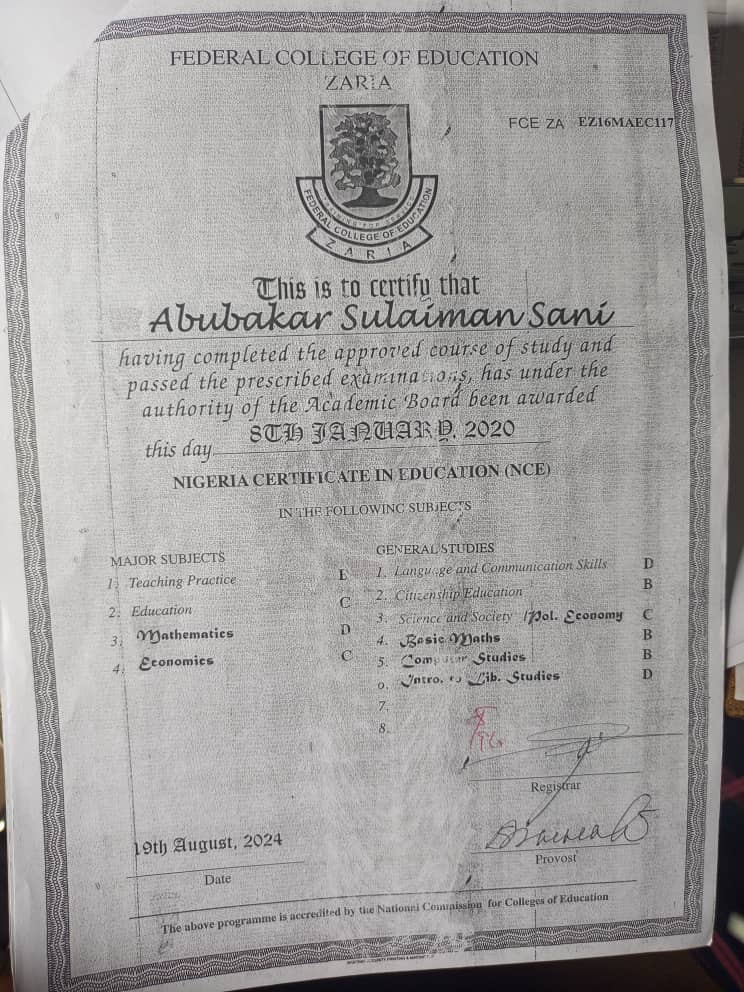 FEDERAL COLLEGE OF EDUCATION
ZARIA
FCE ZA EZ16MAEC117
FEDERAL COLLEGE OF EDUCATION
ZARIA
This is to certify that
Abubakar Sulaiman Sani
having completed the approved course of study and
passed the prescribed examinations, has under the
authority of the Academic Board been awarded
this day 8TH JANUARY, 2020
NIGERIA CERTIFICATE IN EDUCATION (NCE)
IN THE FOLLOWING SUBJECTS
MAJOR SUBJECTS
1. Teaching Practice E
2. Education C
3. Mathematics D
4. Economics C
GENERAL STUDIES
1. Language and Communication Skills D
2. Citizenship Education B
3. Science and Society /Pol. Economy C
4. Basic Maths B
5. Computer Studies B
6. Intro. to Lib. Studies D
7.
8.
Registrar
Provost
19th August, 2024
Date
The above programme is accredited by the National Commission for Colleges of Education